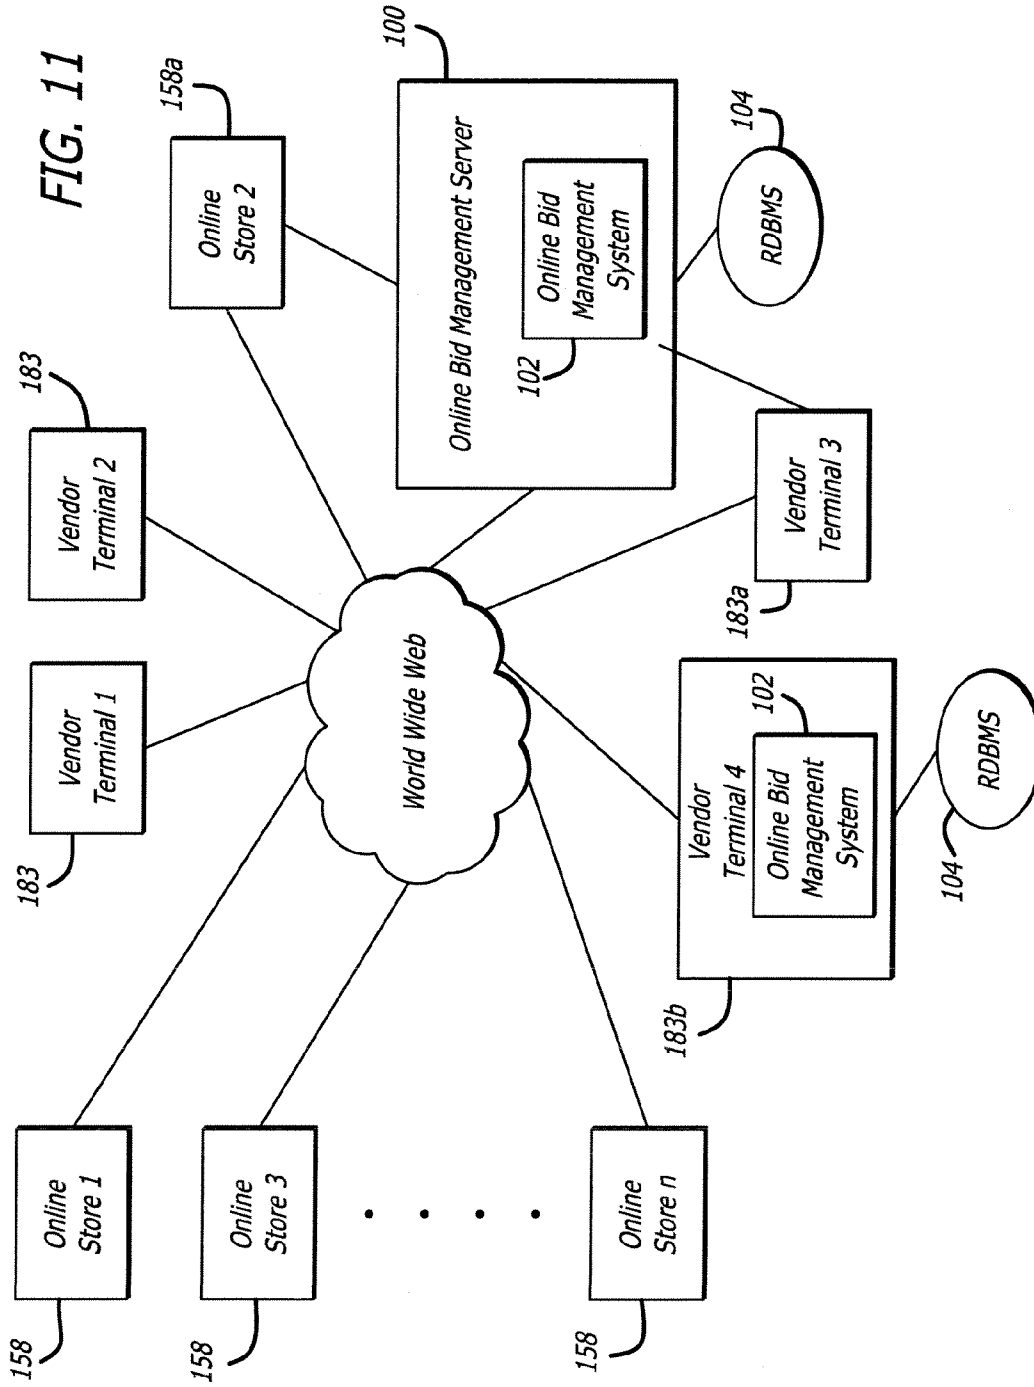 FIG. 11
158
Online
Store 1
158
Online
Store 3
158
Online
Store n
183
Vendor
Terminal 1
183
Vendor
Terminal 2
158a
Online
Store 2
World Wide Web
100
Online Bid Management Server
102
Online Bid
Management
System
104
RDBMS
183a
Vendor
Terminal 3
183b
Vendor
Terminal 4
102
Online Bid
Management
System
104
RDBMS